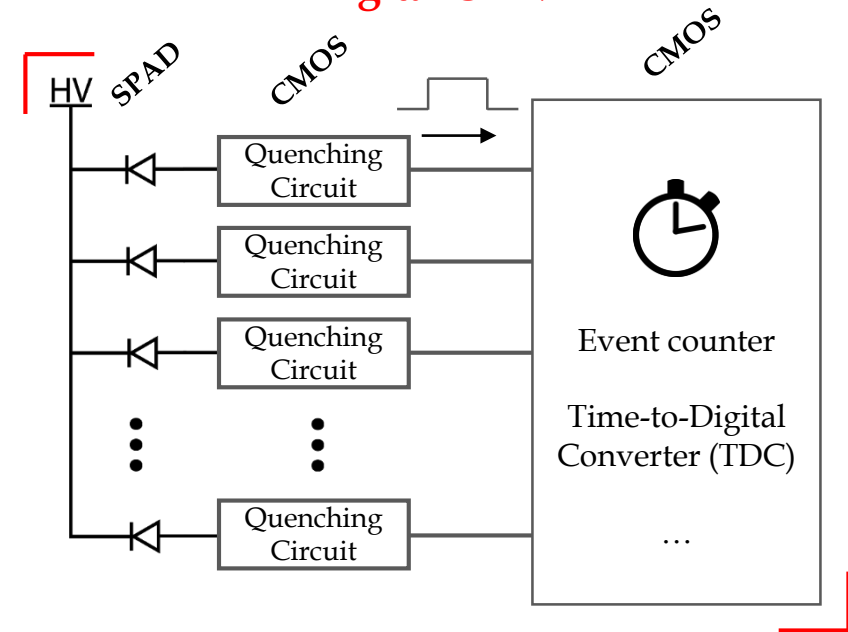 HV
SPAD
CMOS
CMOS
Quenching
Circuit
Quenching
Circuit
Quenching
Circuit
Quenching
Circuit
Event counter
Time-to-Digital
Converter (TDC)
…